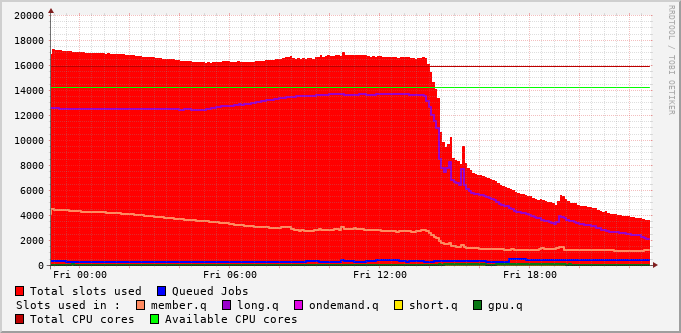 20000
18000
16000
14000
12000
10000
8000
6000
4000
2000
0
Fri 00:00 Fri 06:00 Fri 12:00 Fri 18:00
RRDTOOL / TOBI OETIKER
Total slots used Queued Jobs
Slots used in : member.q long.q ondemand.q short.q gpu.q
Total CPU cores Available CPU cores